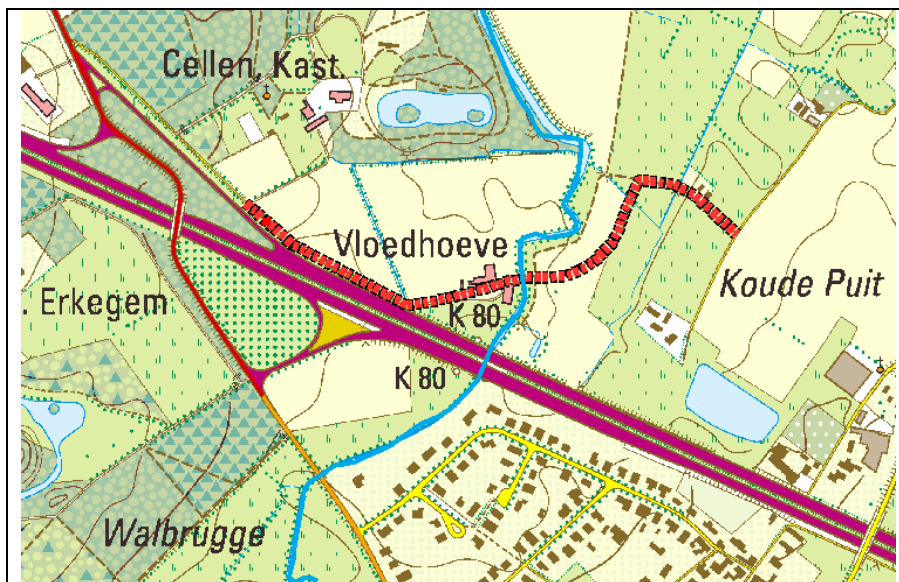 Cellen, Kast.
Vloedhoeve
Koude Puit
. Erkegem
K 80
K 80
Walbrugge